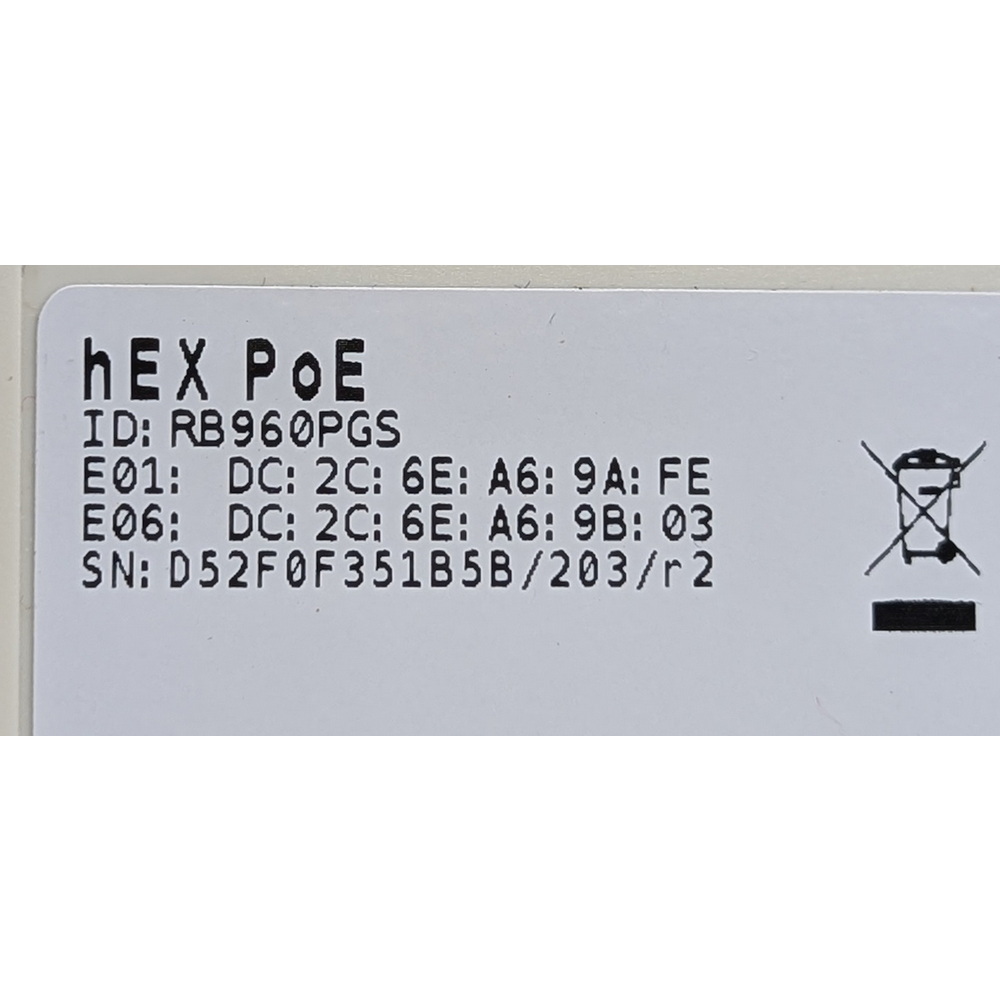 hEX PoE
ID: RB960PGS
E01: DC:2C:6E:A6:9A:FE
E06: DC:2C:6E:A6:9B:03
SN: D52F0F351B5B/203/r2